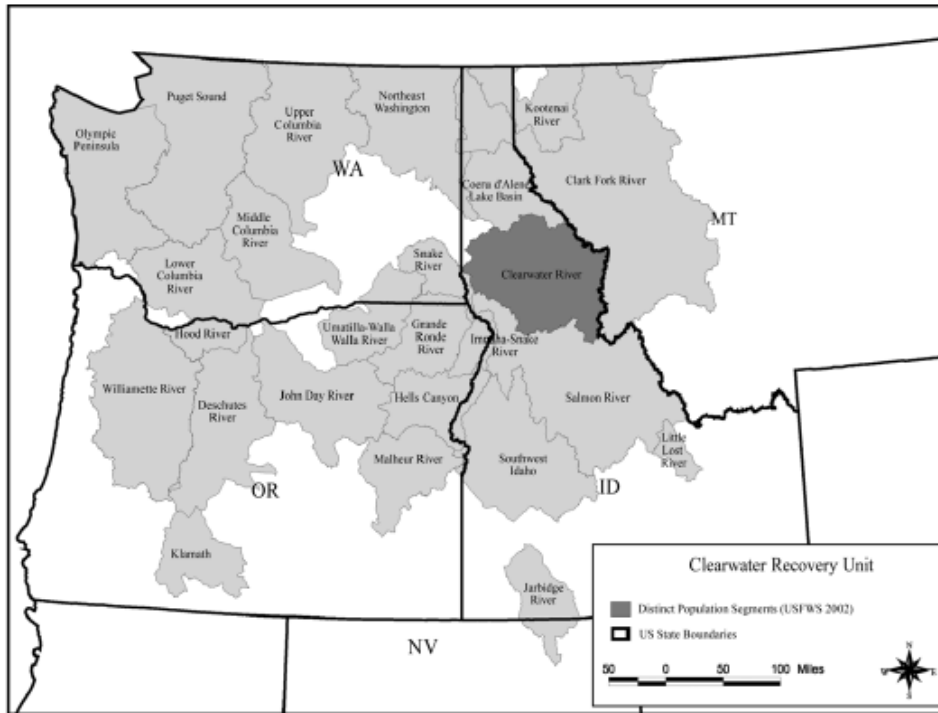 Puget Sound
Upper
Columbia
River
Northeast
Washington
Kootenai
River
Olympic
Peninsula
WA
Clark Fork River
Coera d'Alene
Lake Basin
MT
Middle
Columbia
River
Snake
River
Clearwater River
Lower
Columbia
River
Hood River
Umatilla-Walla
Walla River
Grande
Ronde
River
Imnaha-Snake
River
Williamette River
Deschutes
River
John Day River
Hells Canyon
Salmon River
Malheur River
Southwest
Idaho
Little
Lost
River
OR
ID
Klamath
Jarbidge
River
NV
Clearwater Recovery Unit
Distinct Population Segments (USFWS 2002)
US State Boundaries
50 0 50 100 Miles
N
W E
S